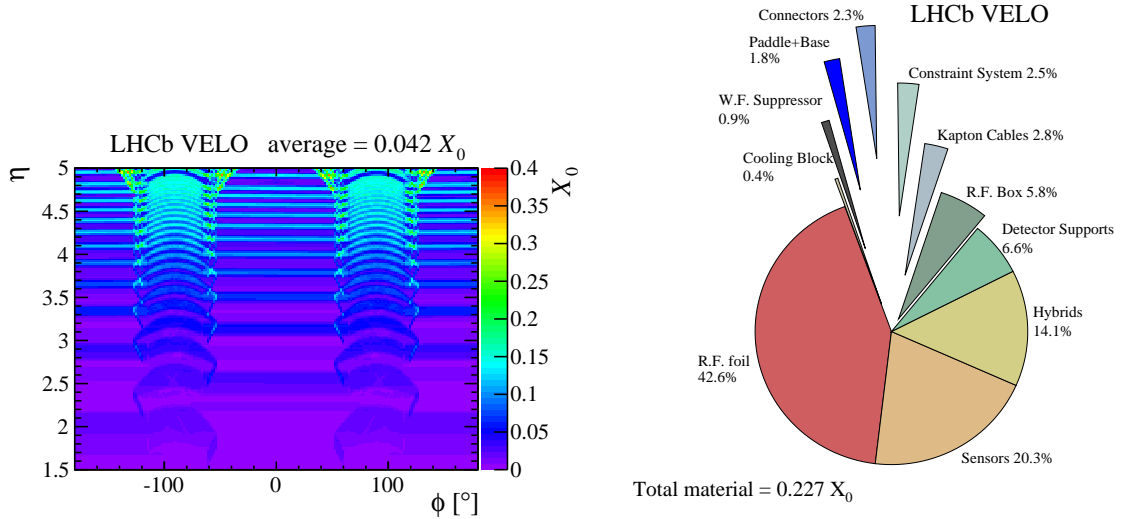 LHCb VELO average = 0.042 X₀
η
5
4.5
4
3.5
3
2.5
2
1.5
-100
0
100
ϕ [°]
0.4
0.35
0.3
0.25
0.2
0.15
0.1
0.05
0
X₀
LHCb VELO
Connectors 2.3%
Paddle+Base
1.8%
W.F. Suppressor
0.9%
Cooling Block
0.4%
Constraint System 2.5%
Kapton Cables 2.8%
R.F. Box 5.8%
Detector Supports
6.6%
Hybrids
14.1%
R.F. foil
42.6%
Sensors 20.3%
Total material = 0.227 X₀